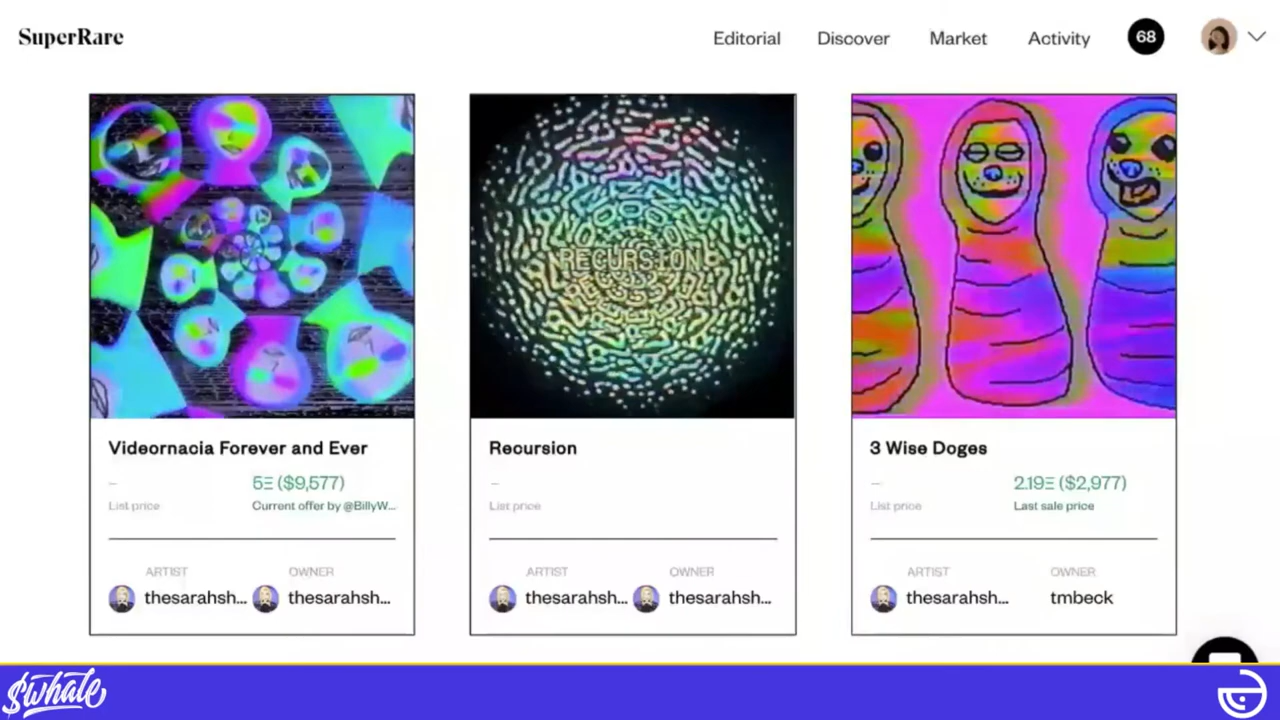 SuperRare
Editorial Discover Market Activity 68
RECURSION
Videornacia Forever and Ever
– 5Ξ ($9,577)
List price Current offer by @BillyW...
ARTIST OWNER
thesarahsh... thesarahsh...
Recursion
–
List price
ARTIST OWNER
thesarahsh... thesarahsh...
3 Wise Doges
– 2.19Ξ ($2,977)
List price Last sale price
ARTIST OWNER
thesarahsh... tmbeck
$whale